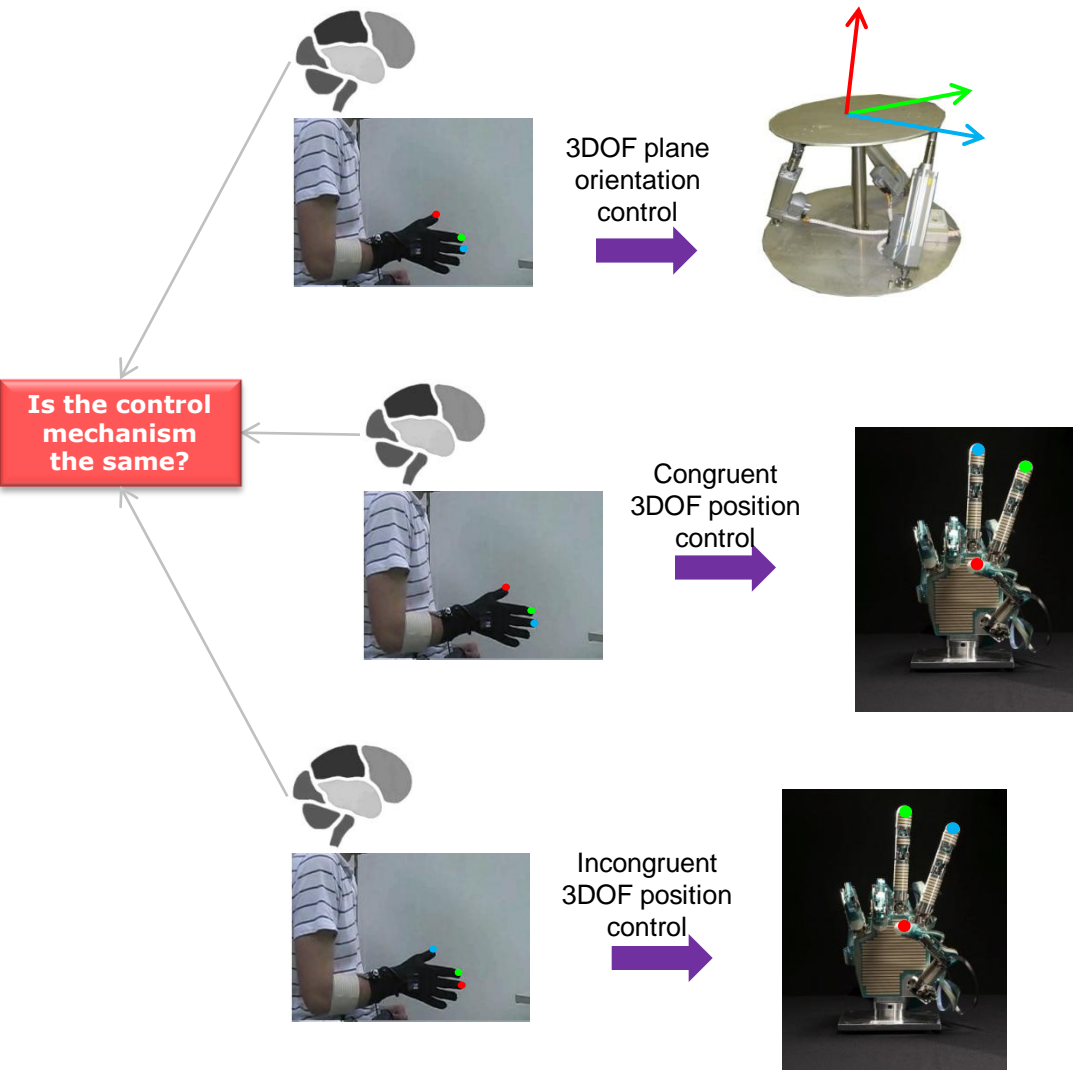 3DOF plane
orientation
control
Is the control
mechanism
the same?
Congruent
3DOF position
control
Incongruent
3DOF position
control